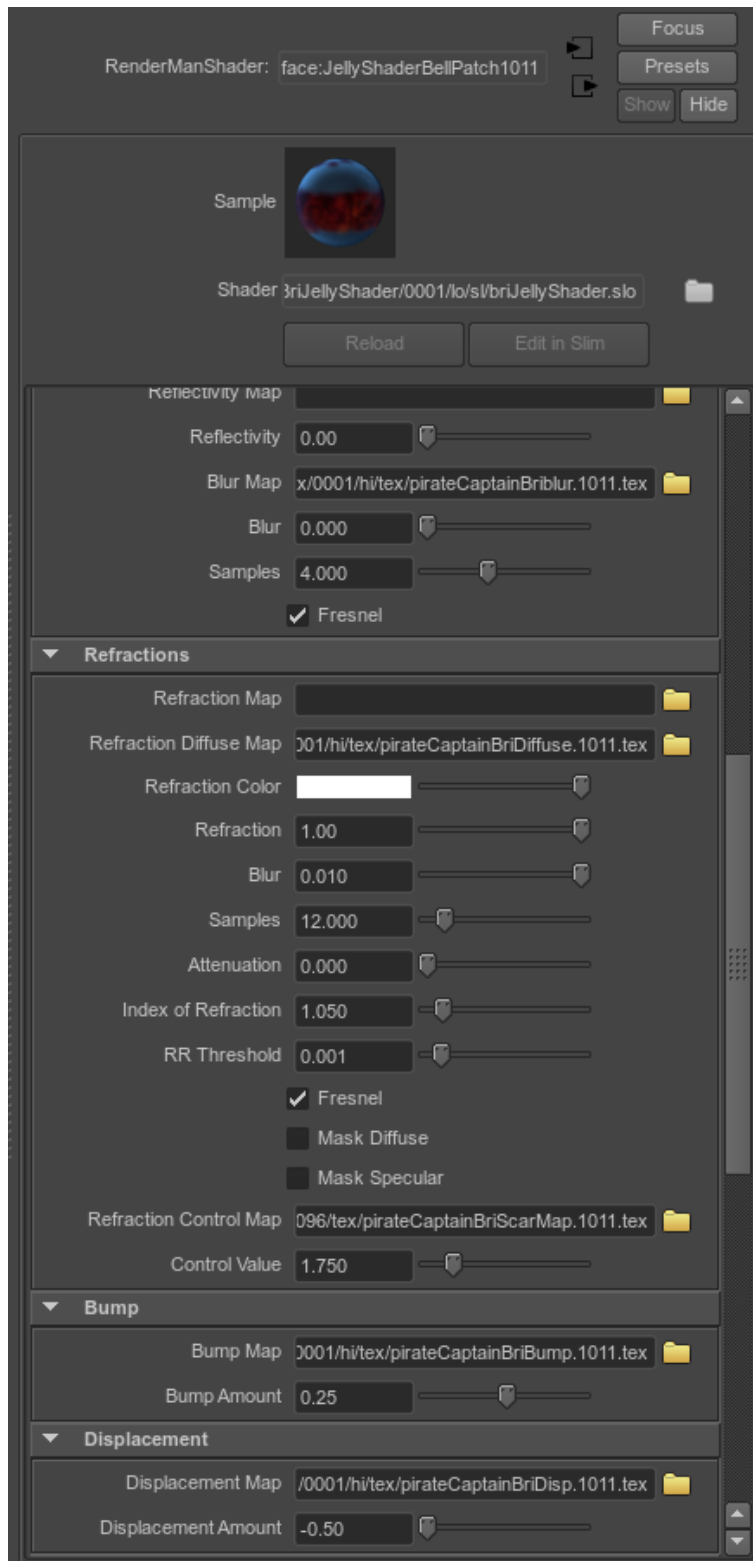 Focus
RenderManShader: face:JellyShaderBellPatch1011
Presets
Show Hide
Sample
Shader BriJellyShader/0001/lo/sl/briJellyShader.slo
Reload Edit in Slim
Reflectivity Map
Reflectivity 0.00
Blur Map x/0001/hi/tex/pirateCaptainBriblur.1011.tex
Blur 0.000
Samples 4.000
Fresnel
Refractions
Refraction Map
Refraction Diffuse Map 001/hi/tex/pirateCaptainBriDiffuse.1011.tex
Refraction Color
Refraction 1.00
Blur 0.010
Samples 12.000
Attenuation 0.000
Index of Refraction 1.050
RR Threshold 0.001
Fresnel
Mask Diffuse
Mask Specular
Refraction Control Map 096/tex/pirateCaptainBriScarMap.1011.tex
Control Value 1.750
Bump
Bump Map 0001/hi/tex/pirateCaptainBriBump.1011.tex
Bump Amount 0.25
Displacement
Displacement Map /0001/hi/tex/pirateCaptainBriDisp.1011.tex
Displacement Amount -0.50